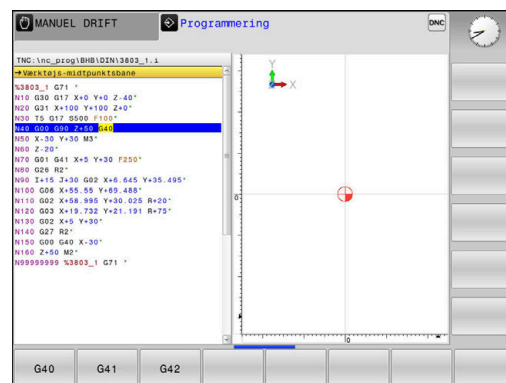 MANUEL DRIFT
Programmering
DNC
TNC:\nc_prog\BHB\DIN\3803_1.i
→Værktøjs-midtpunktsbane
%3803_1 G71 *
N10 G30 G17 X+0 Y+0 Z-40*
N20 G31 X+100 Y+100 Z+0*
N30 T5 G17 S500 F100*
N40 G00 G90 Z+50 G40
N50 X-30 Y+30 M3*
N60 Z-20*
N70 G01 G41 X+5 Y+30 F250*
N80 G26 R2*
N90 I+15 J+30 G02 X+6.645 Y+35.495*
N100 G06 X+55.55 Y+69.488*
N110 G02 X+58.995 Y+30.025 R+20*
N120 G03 X+19.732 Y+21.191 R+75*
N130 G02 X+5 Y+30*
N140 G27 R2*
N150 G00 G40 X-30*
N160 Z+50 M2*
N99999999 %3803_1 G71 *
Y
X
0
0
G40
G41
G42